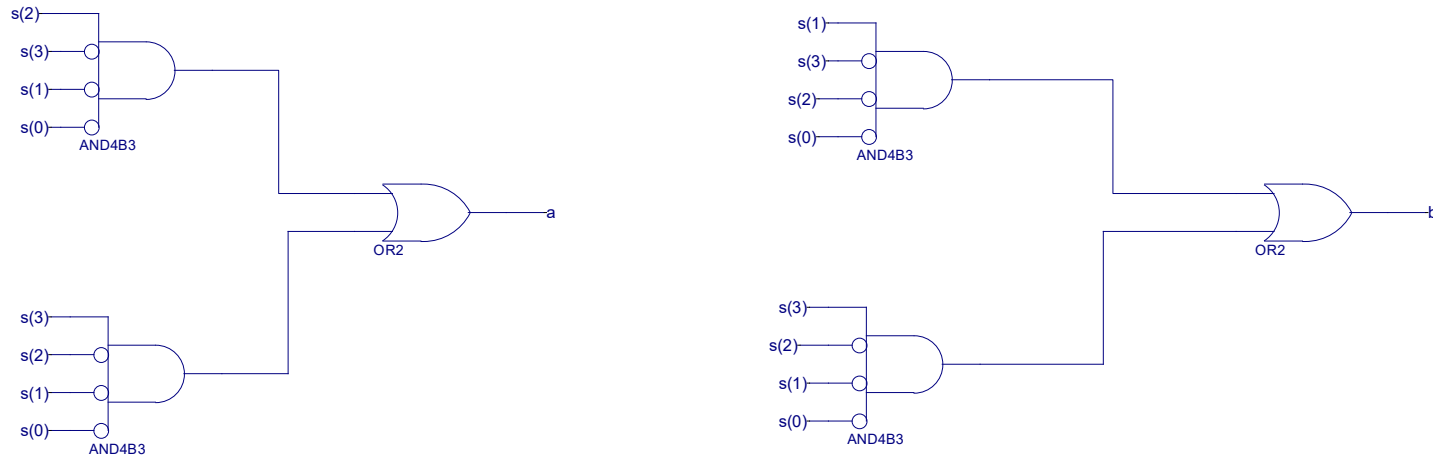 s(2)
s(3)
s(1)
s(0)
AND4B3
s(3)
s(2)
s(1)
s(0)
AND4B3
OR2
a
s(1)
s(3)
s(2)
s(0)
AND4B3
s(3)
s(2)
s(1)
s(0)
AND4B3
OR2